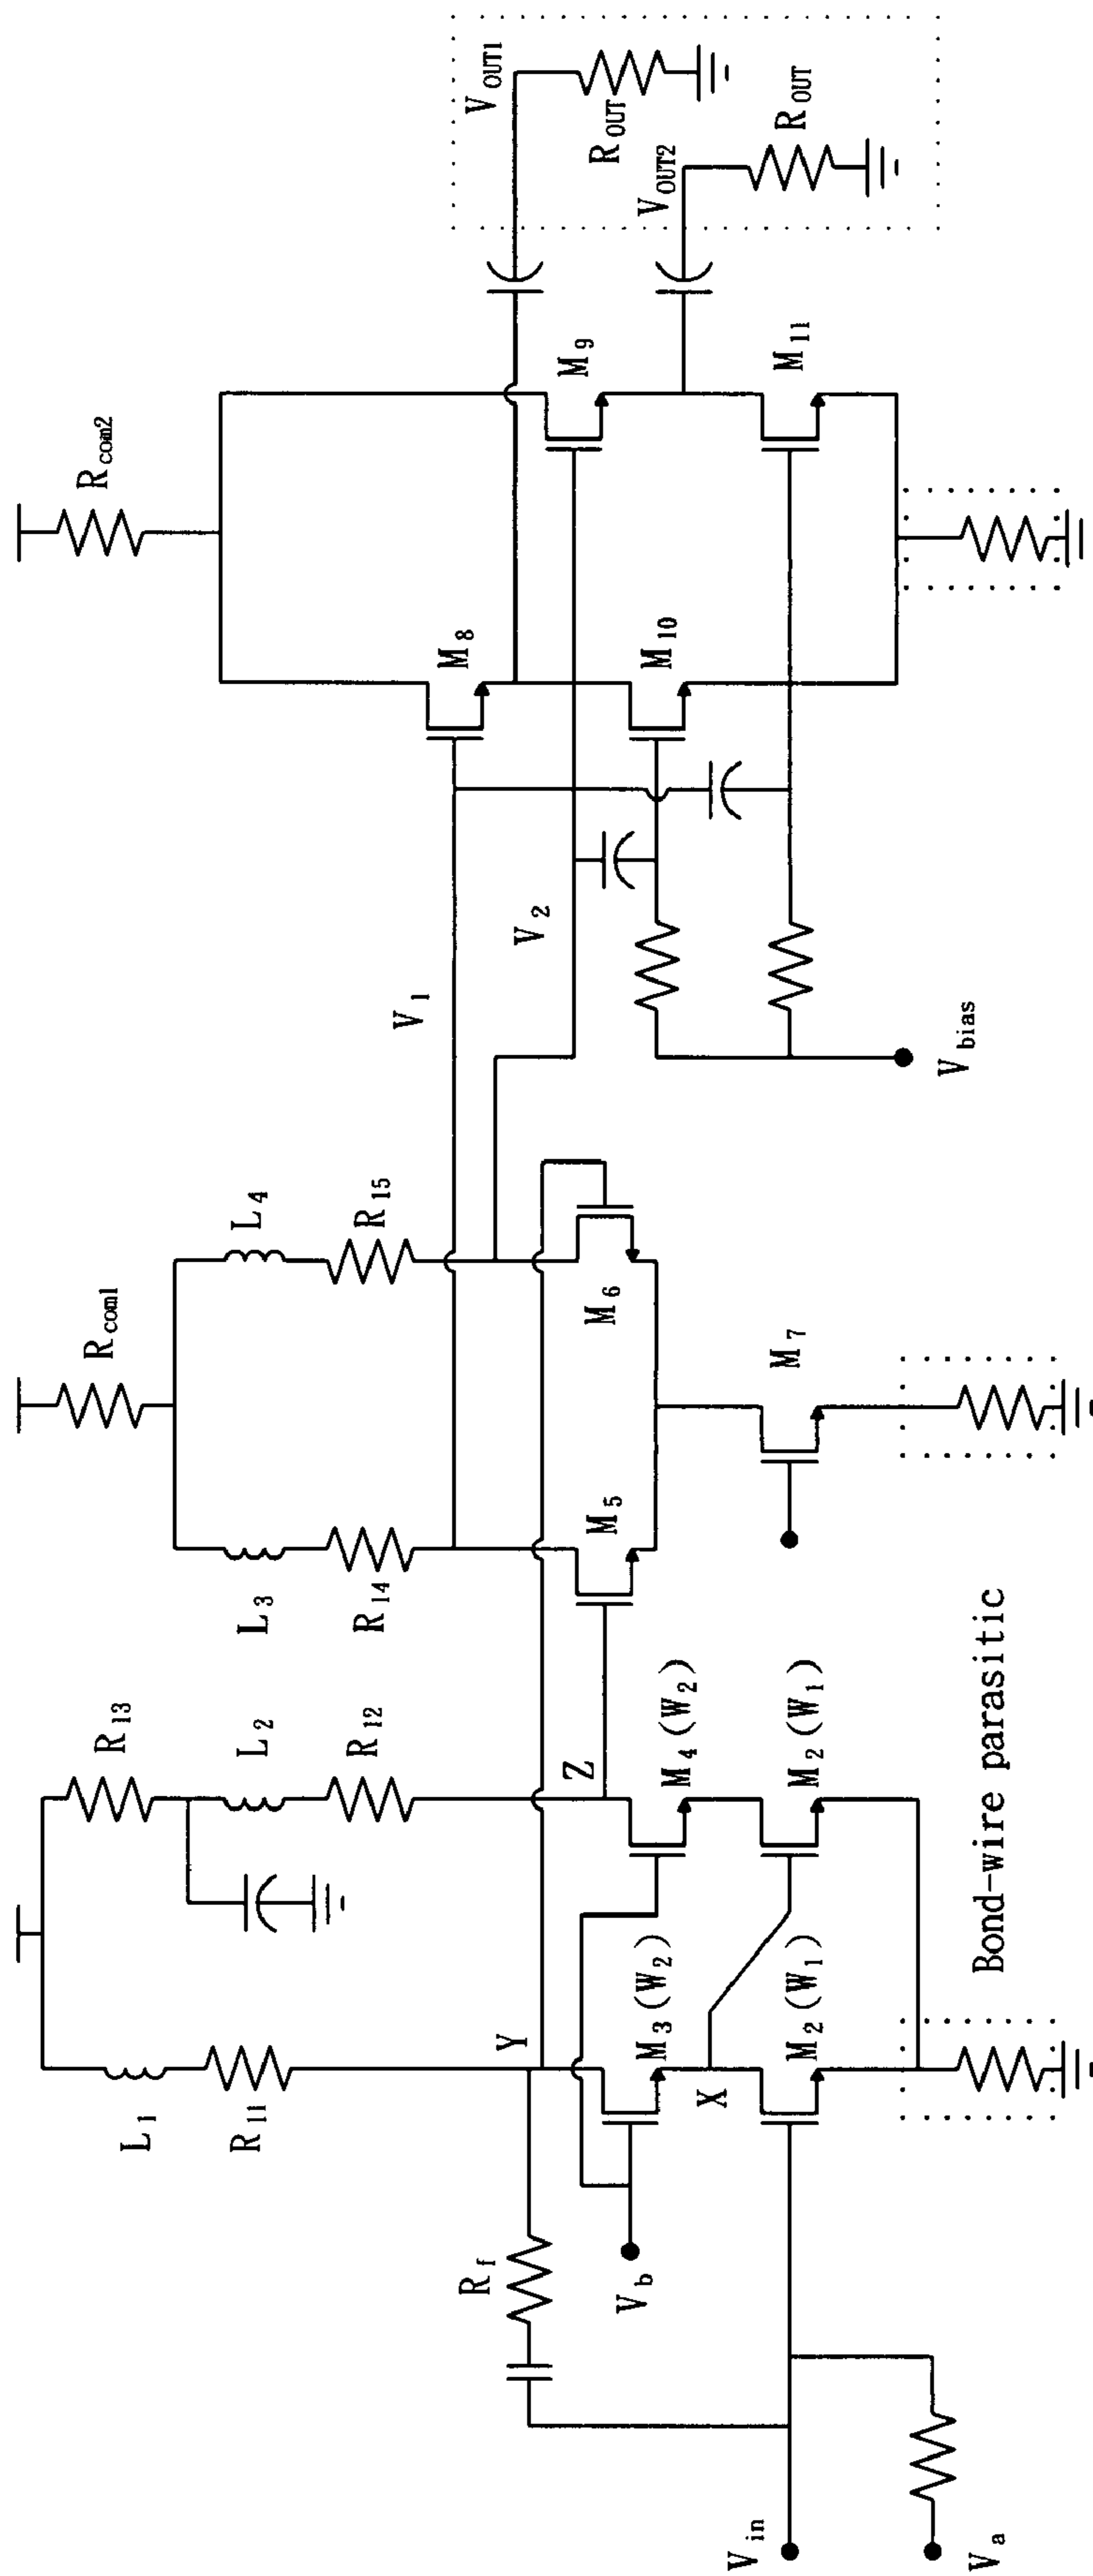 V_in
V_a
R_f
V_b
L_1
R_11
Y
X
M_3(W_2)
M_2(W_1)
R_13
L_2
R_12
Z
M_4(W_2)
M_2(W_1)
Bond-wire parasitic
R_com1
L_3
R_14
L_4
R_15
M_5
M_6
M_7
V_1
V_2
V_bias
R_com2
M_8
M_9
M_10
M_11
V_OUT1
R_OUT
V_OUT2
R_OUT